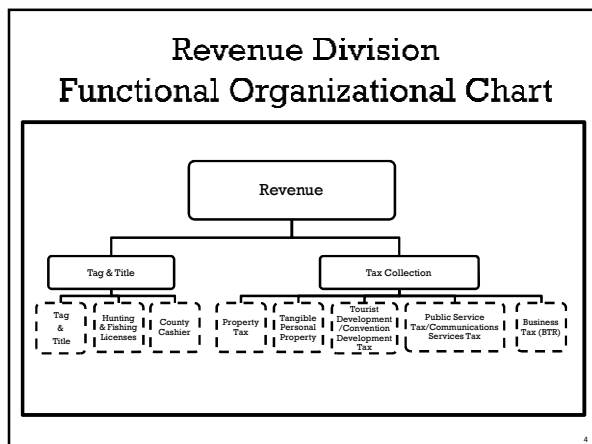 Revenue Division
Functional Organizational Chart
Revenue
Tag & Title
Tax Collection
Tag
&
Title
Hunting
& Fishing
Licenses
County
Cashier
Property
Tax
Tangible
Personal
Property
Tourist
Development
/Convention
Development
Tax
Public Service
Tax/Communications
Services Tax
Business
Tax (BTR)
4